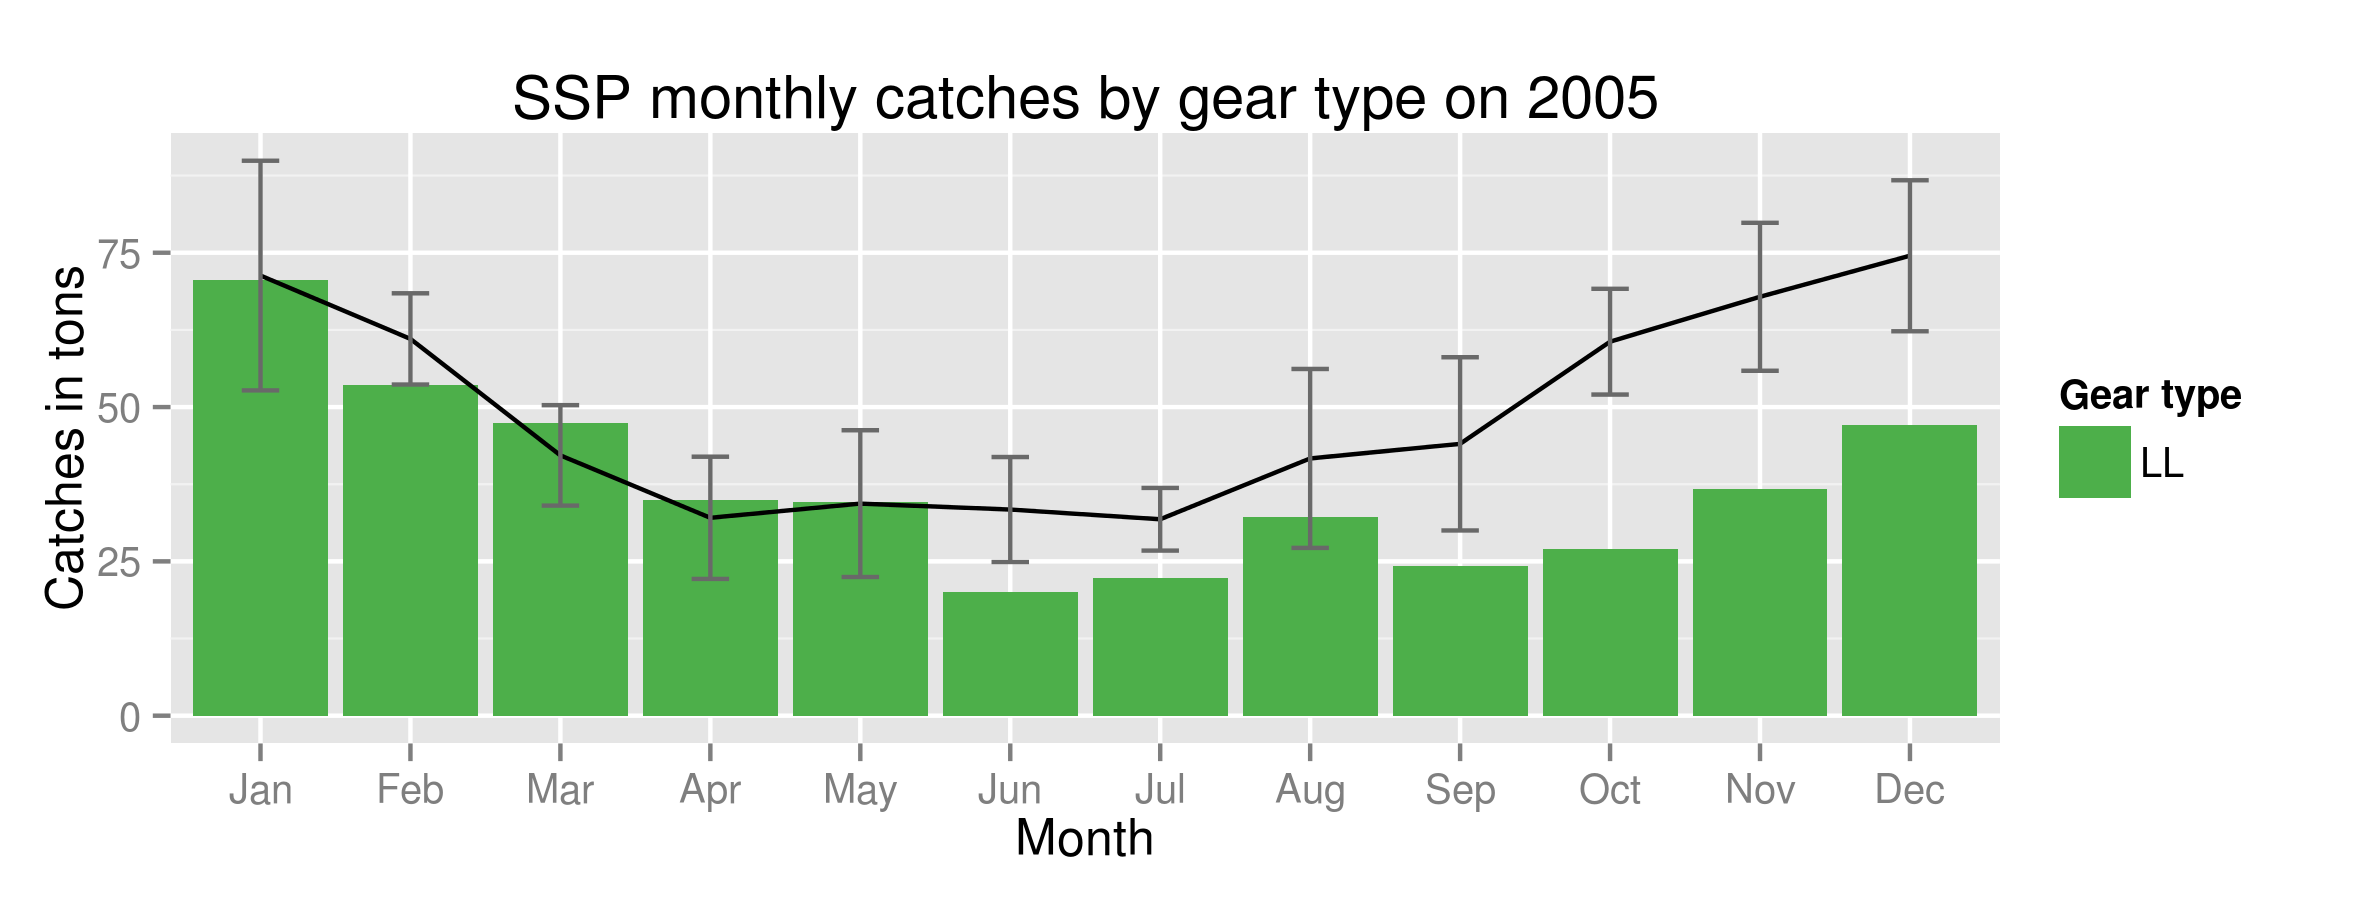 SSP monthly catches by gear type on 2005
Catches in tons
75
50
25
0
Jan Feb Mar Apr May Jun Jul Aug Sep Oct Nov Dec
Month
Gear type
LL